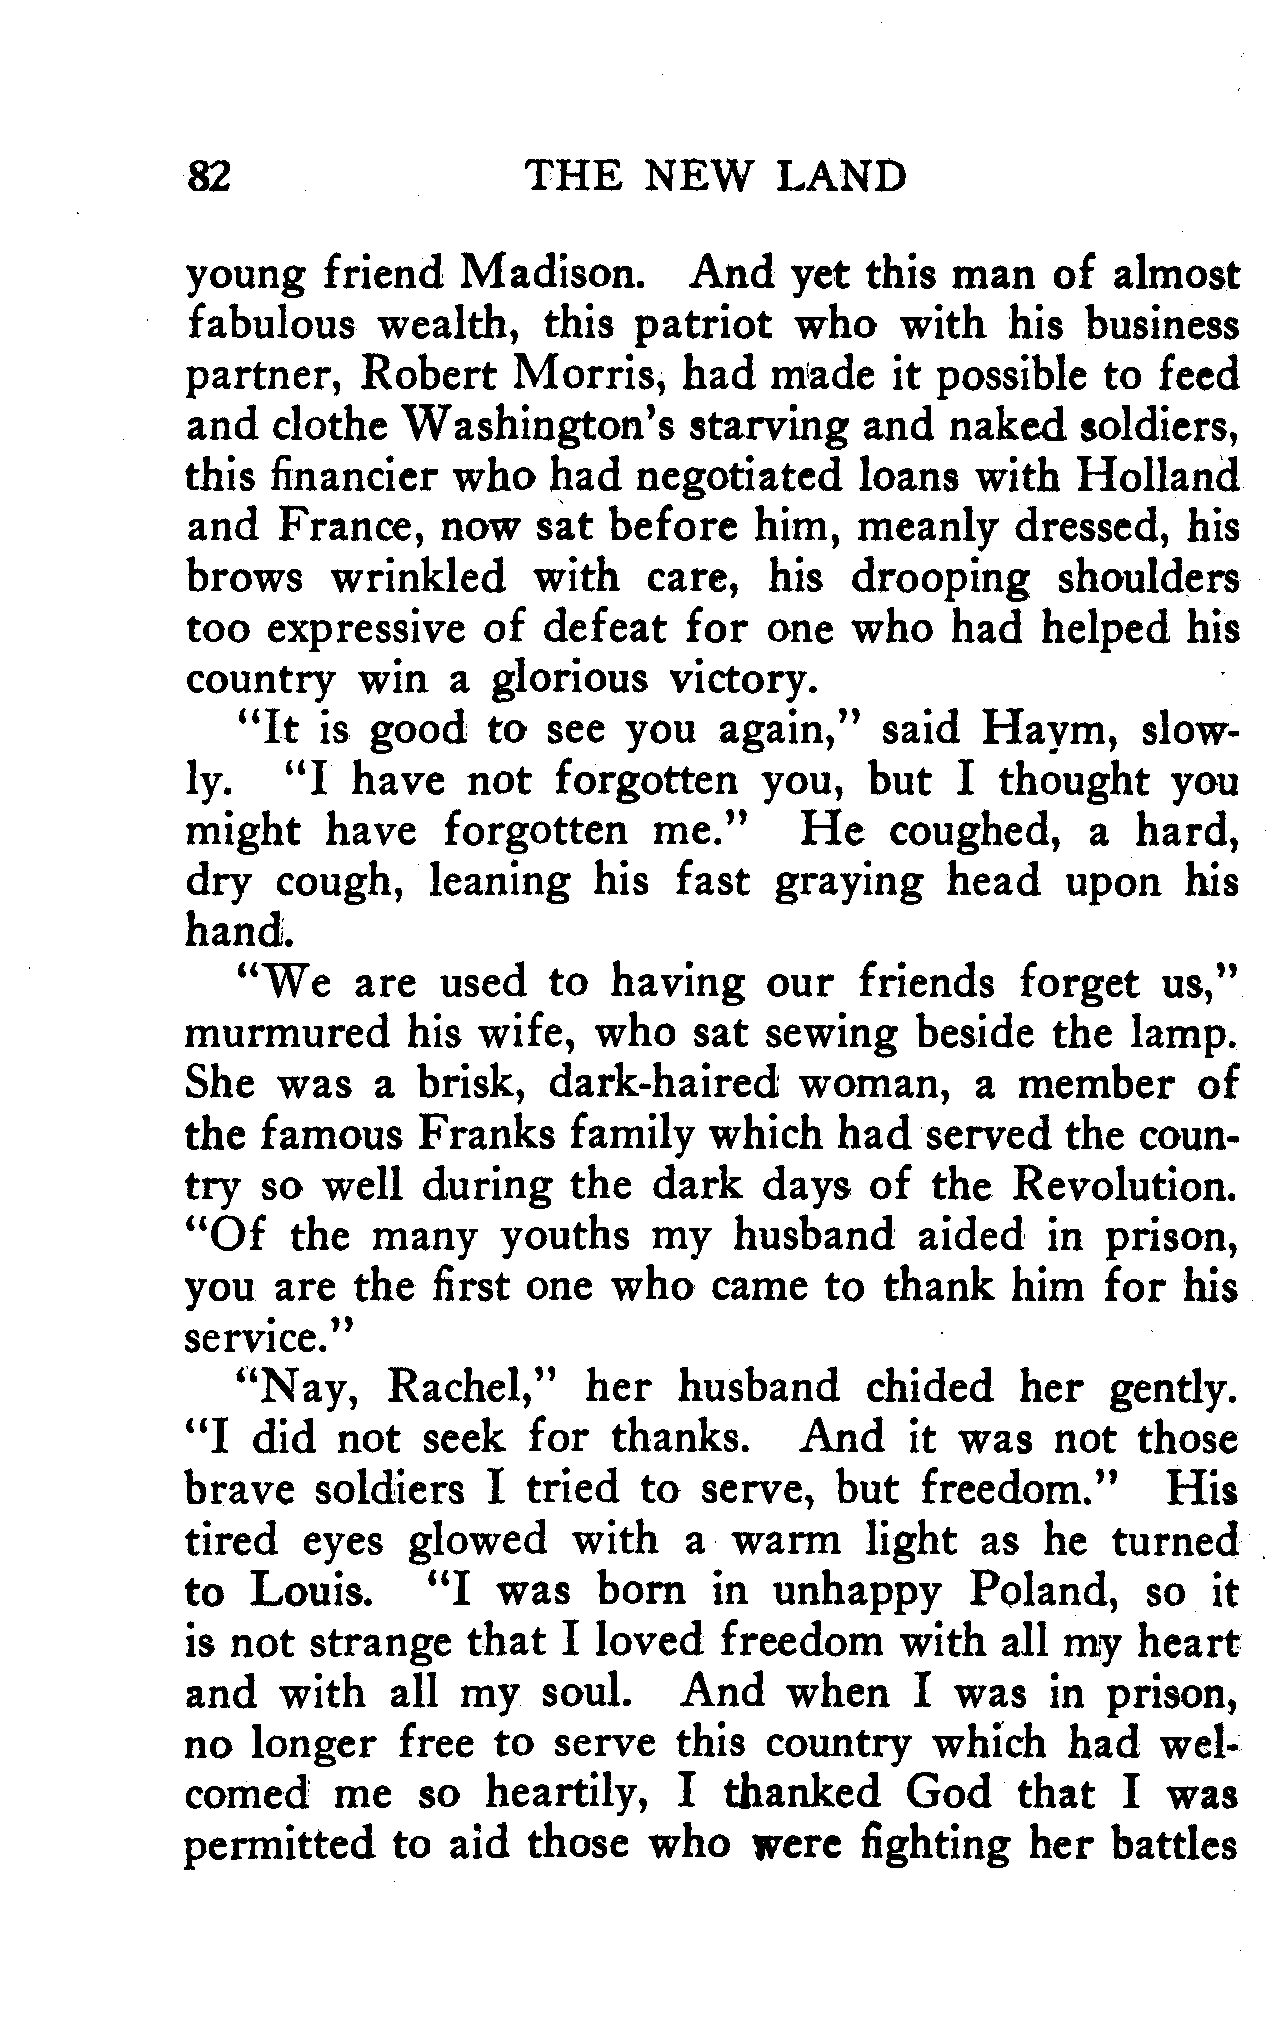 82 THE NEW LAND
young friend Madison. And yet this man of almost
fabulous wealth, this patriot who with his business
partner, Robert Morris, had made it possible to feed
and clothe Washington's starving and naked soldiers,
this financier who had negotiated loans with Holland
and France, now sat before him, meanly dressed, his
brows wrinkled with care, his drooping shoulders
too expressive of defeat for one who had helped his
country win a glorious victory.
"It is good to see you again," said Haym, slow-
ly. "I have not forgotten you, but I thought you
might have forgotten me." He coughed, a hard,
dry cough, leaning his fast graying head upon his
hand.
"We are used to having our friends forget us,"
murmured his wife, who sat sewing beside the lamp.
She was a brisk, dark-haired woman, a member of
the famous Franks family which had served the coun-
try so well during the dark days of the Revolution.
"Of the many youths my husband aided in prison,
you are the first one who came to thank him for his
service."
"Nay, Rachel," her husband chided her gently.
"I did not seek for thanks. And it was not those
brave soldiers I tried to serve, but freedom." His
tired eyes glowed with a warm light as he turned
to Louis. "I was born in unhappy Poland, so it
is not strange that I loved freedom with all my heart
and with all my soul. And when I was in prison,
no longer free to serve this country which had wel-
comed me so heartily, I thanked God that I was
permitted to aid those who were fighting her battles